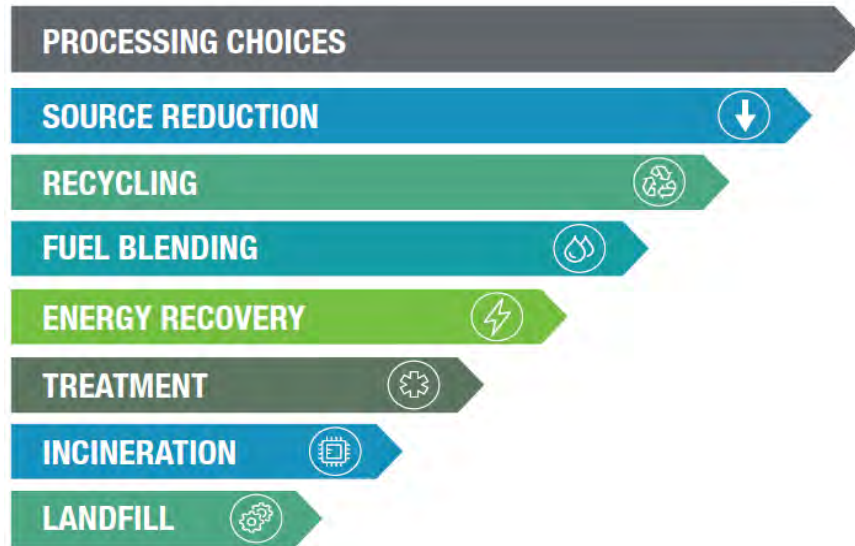 PROCESSING CHOICES
SOURCE REDUCTION
RECYCLING
FUEL BLENDING
ENERGY RECOVERY
TREATMENT
INCINERATION
LANDFILL